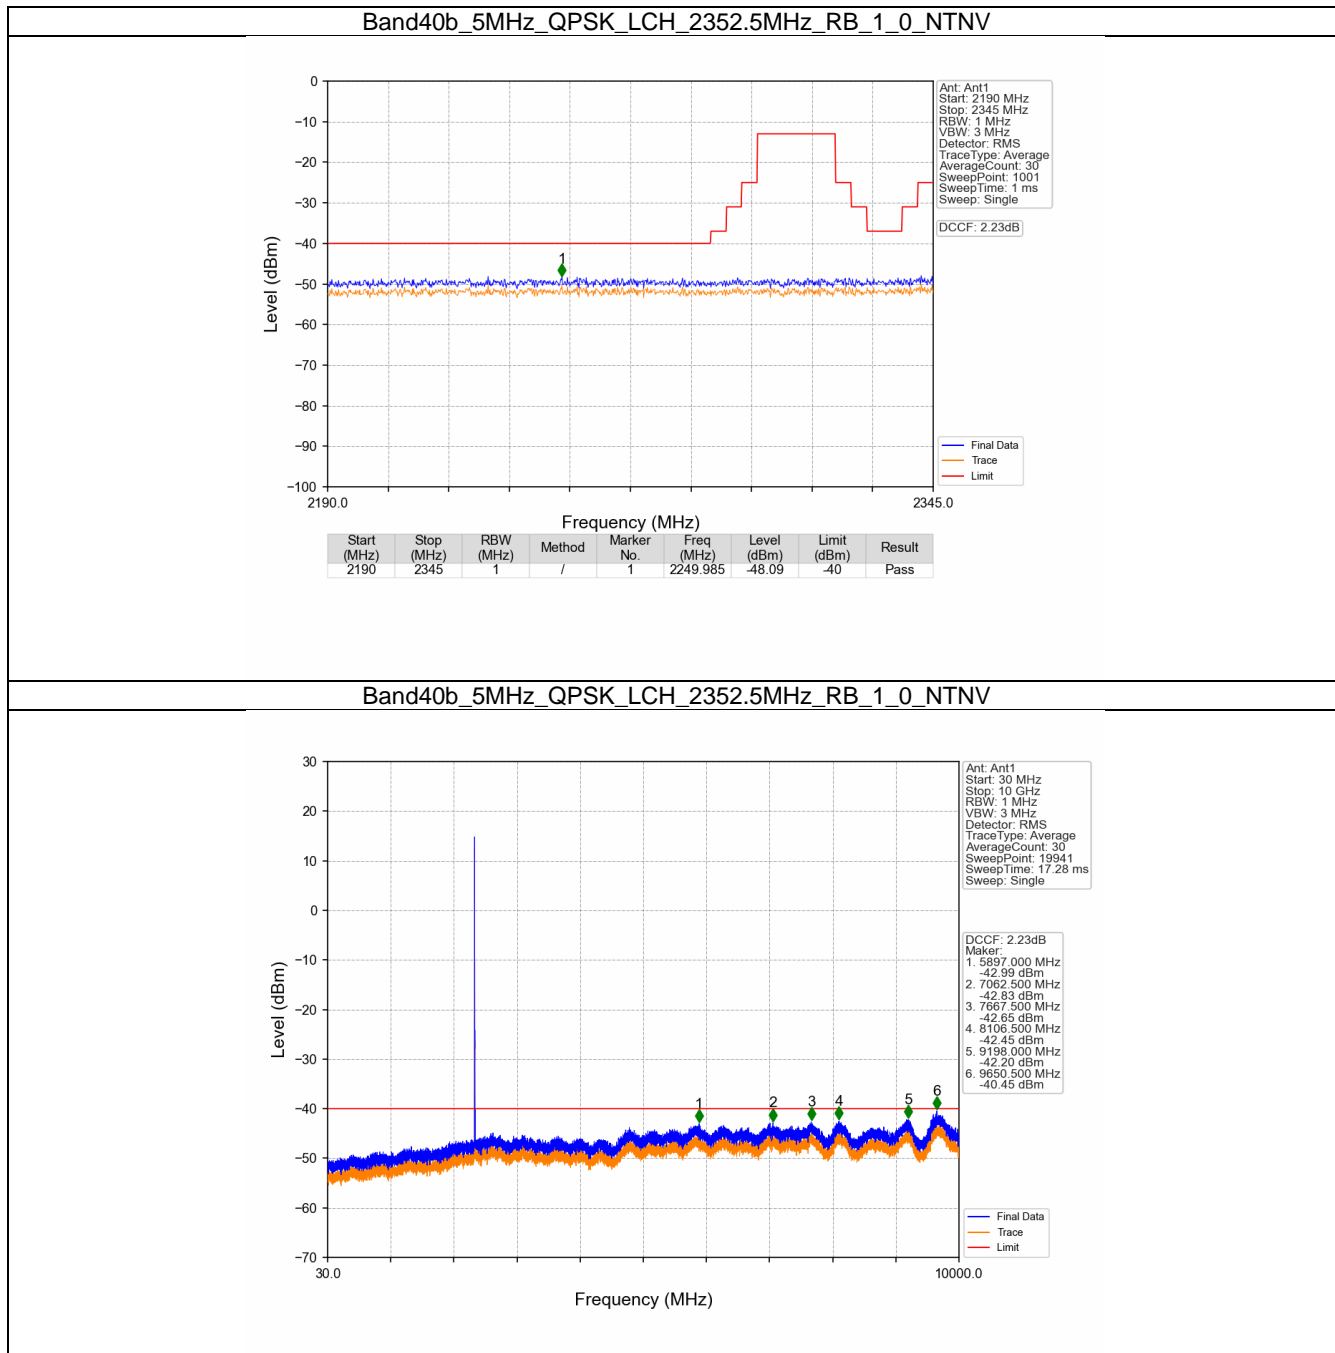 Band40b_5MHz_QPSK_LCH_2352.5MHz_RB_1_0_NTNV
0
−10
−20
−30
−40
−50
−60
−70
−80
−90
−100
Level (dBm)
1
2190.0
2345.0
Frequency (MHz)
Ant: Ant1
Start: 2190 MHz
Stop: 2345 MHz
RBW: 1 MHz
VBW: 3 MHz
Detector: RMS
TraceType: Average
AverageCount: 30
SweepPoint: 1001
SweepTime: 1 ms
Sweep: Single
DCCF: 2.23dB
Final Data
Trace
Limit
Start (MHz) Stop (MHz) RBW (MHz) Method Marker No. Freq (MHz) Level (dBm) Limit (dBm) Result
2190 2345 1 / 1 2249.985 -48.09 -40 Pass
Band40b_5MHz_QPSK_LCH_2352.5MHz_RB_1_0_NTNV
30
20
10
0
−10
−20
−30
−40
−50
−60
−70
Level (dBm)
1 2 3 4 5 6
30.0
10000.0
Frequency (MHz)
Ant: Ant1
Start: 30 MHz
Stop: 10 GHz
RBW: 1 MHz
VBW: 3 MHz
Detector: RMS
TraceType: Average
AverageCount: 30
SweepPoint: 19941
SweepTime: 17.28 ms
Sweep: Single
DCCF: 2.23dB
Maker:
1. 5897.000 MHz
-42.99 dBm
2. 7062.500 MHz
-42.83 dBm
3. 7667.500 MHz
-42.65 dBm
4. 8106.500 MHz
-42.45 dBm
5. 9198.000 MHz
-42.20 dBm
6. 9650.500 MHz
-40.45 dBm
Final Data
Trace
Limit